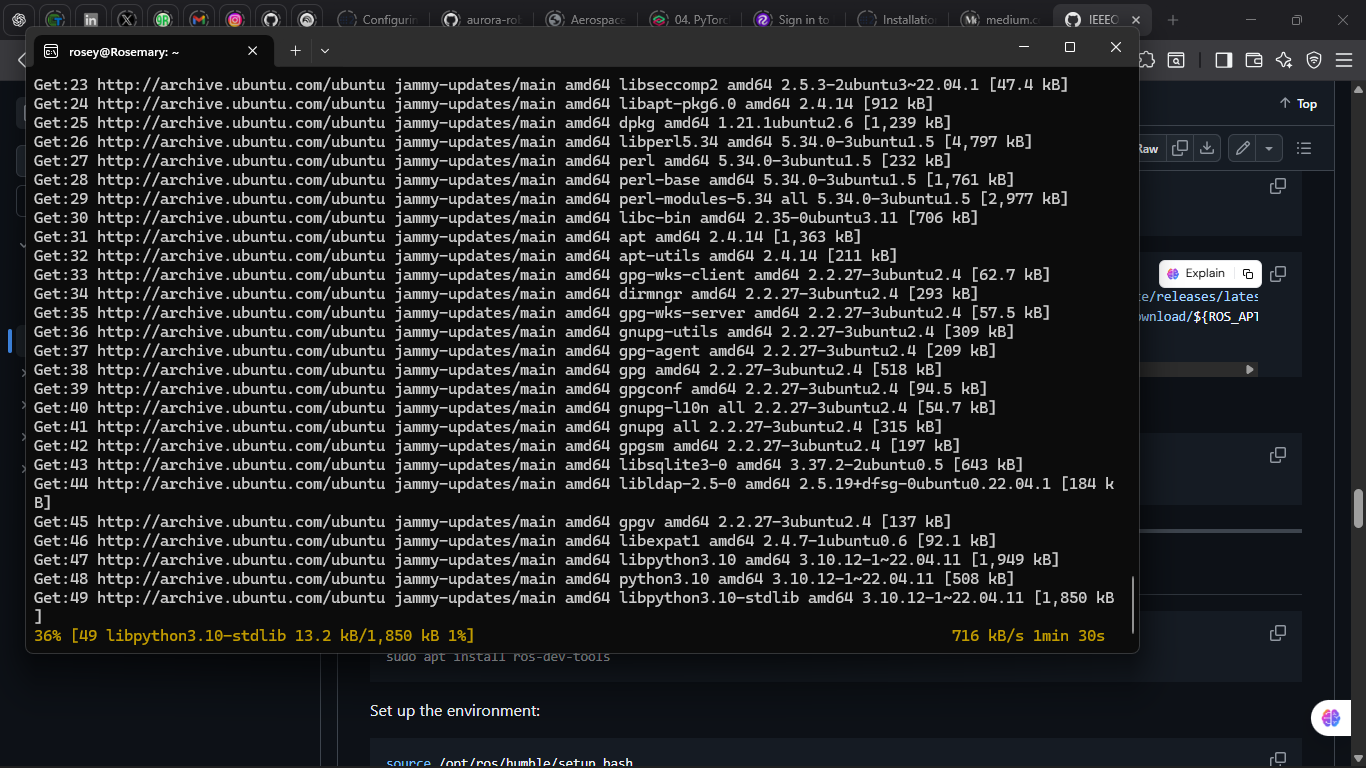 Configurin
aurora-rob
Aerospace
04. PyTorc
Sign in to
Installatio
medium.co
IEEEO
rosey@Rosemary: ~
Top
Raw
Get:23 http://archive.ubuntu.com/ubuntu jammy-updates/main amd64 libseccomp2 amd64 2.5.3-2ubuntu3~22.04.1 [47.4 kB]
Get:24 http://archive.ubuntu.com/ubuntu jammy-updates/main amd64 libapt-pkg6.0 amd64 2.4.14 [912 kB]
Get:25 http://archive.ubuntu.com/ubuntu jammy-updates/main amd64 dpkg amd64 1.21.1ubuntu2.6 [1,239 kB]
Get:26 http://archive.ubuntu.com/ubuntu jammy-updates/main amd64 libperl5.34 amd64 5.34.0-3ubuntu1.5 [4,797 kB]
Get:27 http://archive.ubuntu.com/ubuntu jammy-updates/main amd64 perl amd64 5.34.0-3ubuntu1.5 [232 kB]
Get:28 http://archive.ubuntu.com/ubuntu jammy-updates/main amd64 perl-base amd64 5.34.0-3ubuntu1.5 [1,761 kB]
Get:29 http://archive.ubuntu.com/ubuntu jammy-updates/main amd64 perl-modules-5.34 all 5.34.0-3ubuntu1.5 [2,977 kB]
Get:30 http://archive.ubuntu.com/ubuntu jammy-updates/main amd64 libc-bin amd64 2.35-0ubuntu3.11 [706 kB]
Get:31 http://archive.ubuntu.com/ubuntu jammy-updates/main amd64 apt amd64 2.4.14 [1,363 kB]
Get:32 http://archive.ubuntu.com/ubuntu jammy-updates/main amd64 apt-utils amd64 2.4.14 [211 kB]
Get:33 http://archive.ubuntu.com/ubuntu jammy-updates/main amd64 gpg-wks-client amd64 2.2.27-3ubuntu2.4 [62.7 kB]
Get:34 http://archive.ubuntu.com/ubuntu jammy-updates/main amd64 dirmngr amd64 2.2.27-3ubuntu2.4 [293 kB]
Get:35 http://archive.ubuntu.com/ubuntu jammy-updates/main amd64 gpg-wks-server amd64 2.2.27-3ubuntu2.4 [57.5 kB]
Get:36 http://archive.ubuntu.com/ubuntu jammy-updates/main amd64 gnupg-utils amd64 2.2.27-3ubuntu2.4 [309 kB]
Get:37 http://archive.ubuntu.com/ubuntu jammy-updates/main amd64 gpg-agent amd64 2.2.27-3ubuntu2.4 [209 kB]
Get:38 http://archive.ubuntu.com/ubuntu jammy-updates/main amd64 gpg amd64 2.2.27-3ubuntu2.4 [518 kB]
Get:39 http://archive.ubuntu.com/ubuntu jammy-updates/main amd64 gpgconf amd64 2.2.27-3ubuntu2.4 [94.5 kB]
Get:40 http://archive.ubuntu.com/ubuntu jammy-updates/main amd64 gnupg-l10n all 2.2.27-3ubuntu2.4 [54.7 kB]
Get:41 http://archive.ubuntu.com/ubuntu jammy-updates/main amd64 gnupg all 2.2.27-3ubuntu2.4 [315 kB]
Get:42 http://archive.ubuntu.com/ubuntu jammy-updates/main amd64 gpgsm amd64 2.2.27-3ubuntu2.4 [197 kB]
Get:43 http://archive.ubuntu.com/ubuntu jammy-updates/main amd64 libsqlite3-0 amd64 3.37.2-2ubuntu0.5 [643 kB]
Get:44 http://archive.ubuntu.com/ubuntu jammy-updates/main amd64 libldap-2.5-0 amd64 2.5.19+dfsg-0ubuntu0.22.04.1 [184 k
B]
Get:45 http://archive.ubuntu.com/ubuntu jammy-updates/main amd64 gpgv amd64 2.2.27-3ubuntu2.4 [137 kB]
Get:46 http://archive.ubuntu.com/ubuntu jammy-updates/main amd64 libexpat1 amd64 2.4.7-1ubuntu0.6 [92.1 kB]
Get:47 http://archive.ubuntu.com/ubuntu jammy-updates/main amd64 libpython3.10 amd64 3.10.12-1~22.04.11 [1,949 kB]
Get:48 http://archive.ubuntu.com/ubuntu jammy-updates/main amd64 python3.10 amd64 3.10.12-1~22.04.11 [508 kB]
Get:49 http://archive.ubuntu.com/ubuntu jammy-updates/main amd64 libpython3.10-stdlib amd64 3.10.12-1~22.04.11 [1,850 kB
]
36% [49 libpython3.10-stdlib 13.2 kB/1,850 kB 1%] 716 kB/s 1min 30s
Explain
te/releases/lates
ownload/${ROS_APT
sudo apt install ros-dev-tools
Set up the environment:
source /opt/ros/humble/setup.bash